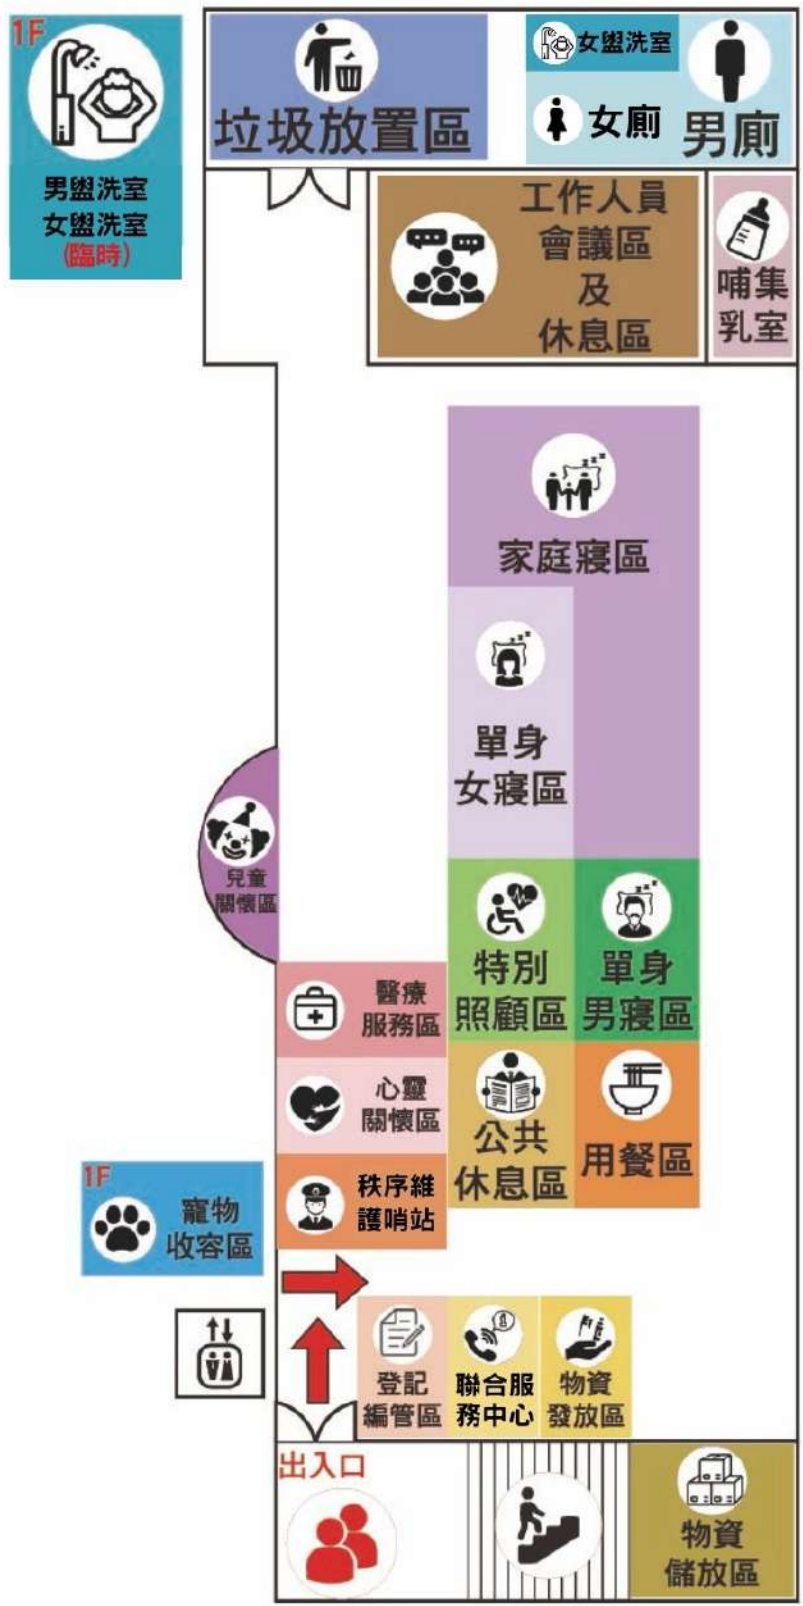 1F
男盥洗室
女盥洗室
(臨時)
垃圾放置區
女盥洗室
女廁
男廁
工作人員
會議區
及
休息區
哺集
乳室
家庭寢區
單身
女寢區
兒童
關懷區
特別
照顧區
單身
男寢區
醫療
服務區
心靈
關懷區
公共
休息區
用餐區
秩序維
護哨站
1F
寵物
收容區
登記
編管區
聯合服
務中心
物資
發放區
出入口
物資
儲放區